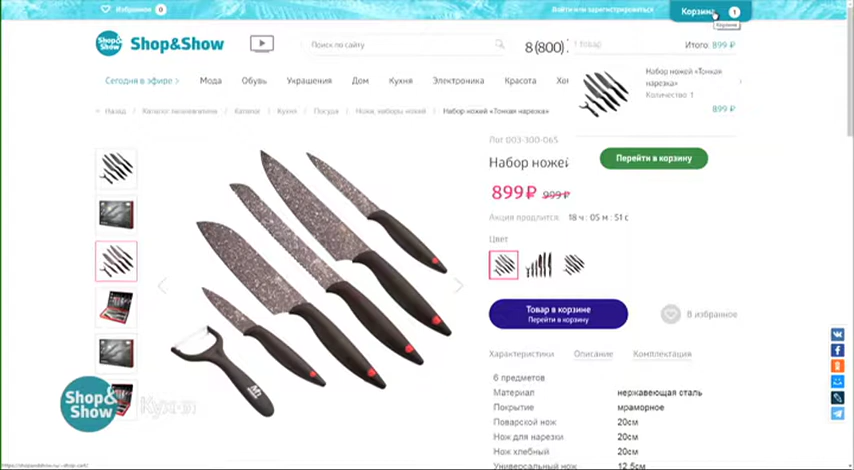 Избранное 0
Войти или зарегистрироваться
Корзина 1
Корзина
Shop&Show
Shop&Show
Поиск по сайту
8 (800)
1 товар
Итого: 899 ₽
Сегодня в эфире >
Мода
Обувь
Украшения
Дом
Кухня
Электроника
Красота
Набор ножей «Тонкая
нарезка»
Количество: 1
899 ₽
Перейти в корзину
Назад
Каталог
Кухня
Посуда
Ножи, наборы ножей
Набор ножей «Тонкая нарезка»
Лот 003-300-065
Набор ножей
899 ₽ 999 ₽
Акция продлится: 18 ч : 05 м : 51 с
Цвет
Товар в корзине
Перейти в корзину
В избранное
Характеристики
Описание
Комплектация
6 предметов
Материал нержавеющая сталь
Покрытие мраморное
Поварской нож 20см
Нож для нарезки 20см
Нож хлебный 20см
Универсальный нож 12.5см
Shop&
Show